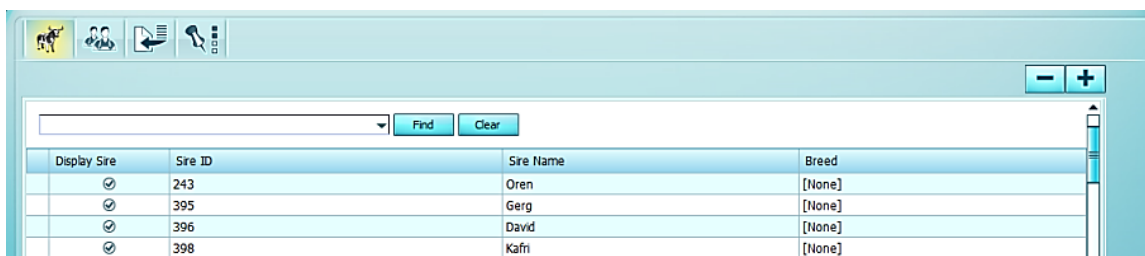 Find Clear
Display Sire Sire ID Sire Name Breed
243 Oren [None]
395 Gerg [None]
396 David [None]
398 Kafri [None]